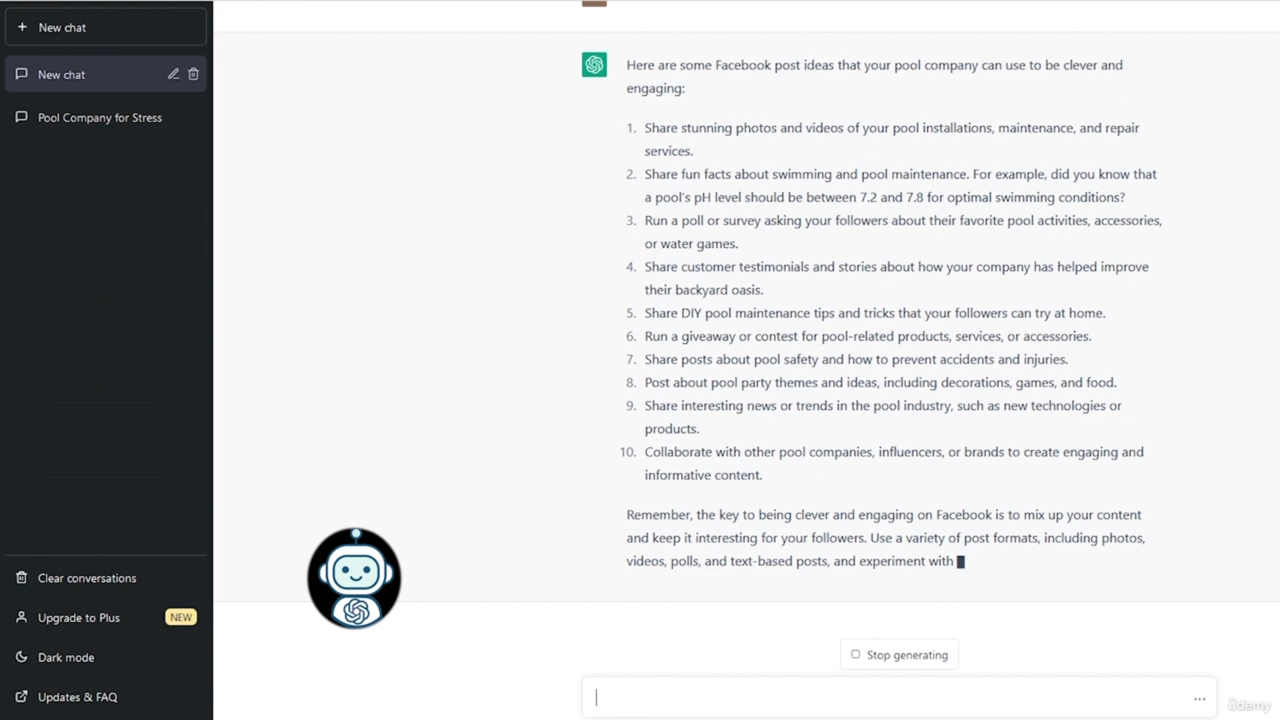 New chat
New chat
Pool Company for Stress
Clear conversations
Upgrade to Plus
NEW
Dark mode
Updates & FAQ
Here are some Facebook post ideas that your pool company can use to be clever and
engaging:
1. Share stunning photos and videos of your pool installations, maintenance, and repair
services.
2. Share fun facts about swimming and pool maintenance. For example, did you know that
a pool's pH level should be between 7.2 and 7.8 for optimal swimming conditions?
3. Run a poll or survey asking your followers about their favorite pool activities, accessories,
or water games.
4. Share customer testimonials and stories about how your company has helped improve
their backyard oasis.
5. Share DIY pool maintenance tips and tricks that your followers can try at home.
6. Run a giveaway or contest for pool-related products, services, or accessories.
7. Share posts about pool safety and how to prevent accidents and injuries.
8. Post about pool party themes and ideas, including decorations, games, and food.
9. Share interesting news or trends in the pool industry, such as new technologies or
products.
10. Collaborate with other pool companies, influencers, or brands to create engaging and
informative content.
Remember, the key to being clever and engaging on Facebook is to mix up your content
and keep it interesting for your followers. Use a variety of post formats, including photos,
videos, polls, and text-based posts, and experiment with
Stop generating
ûdemy